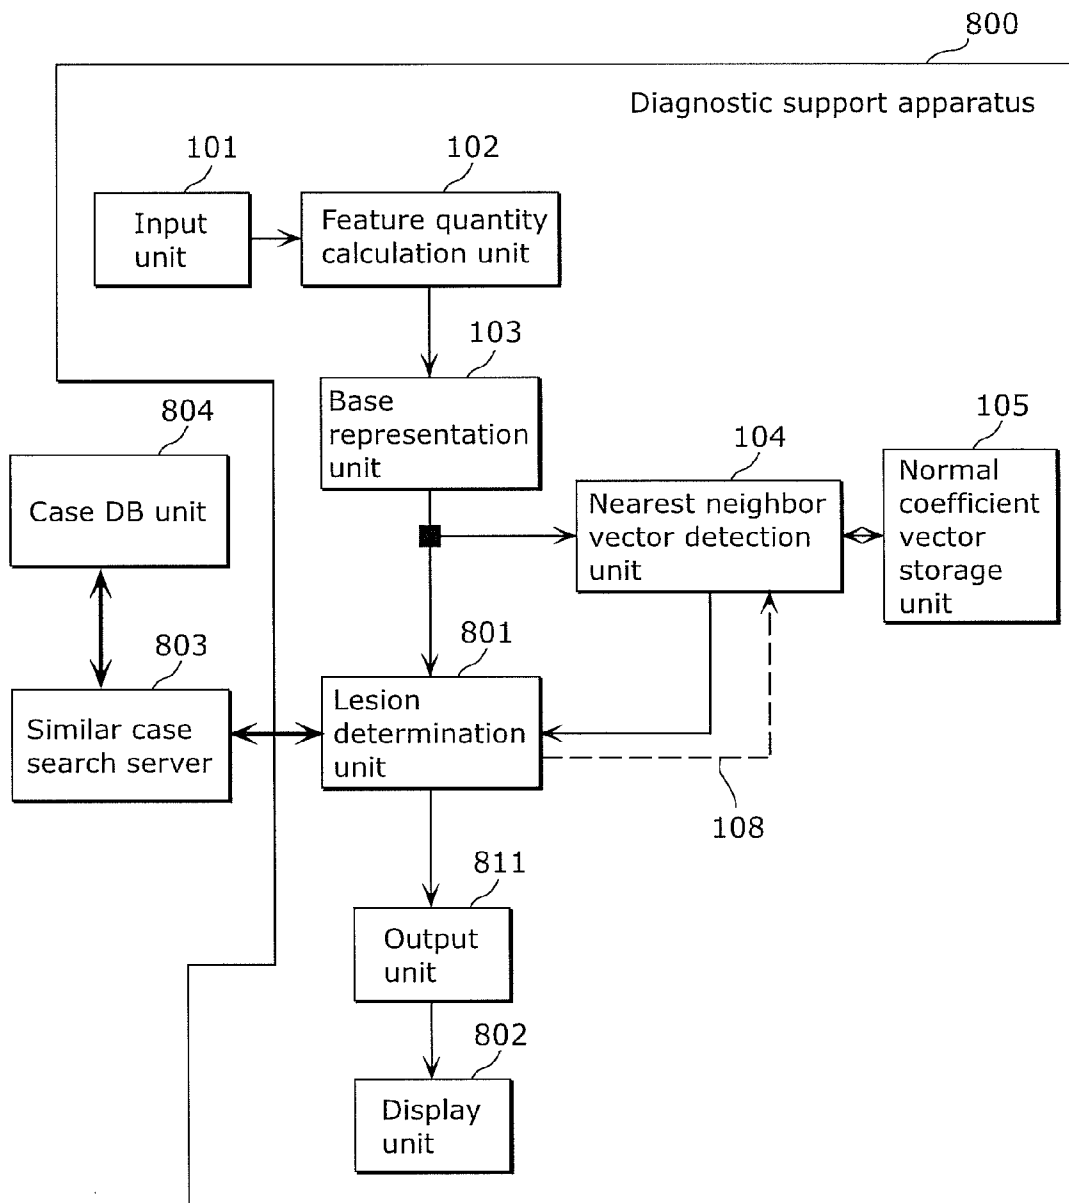 800
Diagnostic support apparatus
101
102
Input
unit
Feature quantity
calculation unit
103
Base
representation
unit
804
Case DB unit
104
Nearest neighbor
vector detection
unit
105
Normal
coefficient
vector
storage
unit
803
Similar case
search server
801
Lesion
determination
unit
108
811
Output
unit
802
Display
unit